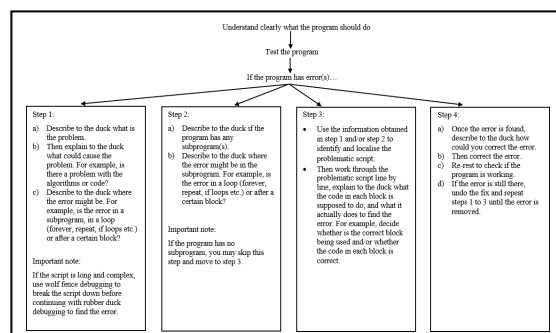 Understand clearly what the program should do
Test the program
If the program has error(s)…
Step 1:
a) Describe to the duck what is
the problem.
b) Then explain to the duck
what could cause the
problem. For example, is
there a problem with the
algorithms or code?
c) Describe to the duck where
the error might be. For
example, is the error in a
subprogram, in a loop
(forever, repeat, if loops etc.)
or after a certain block?
Important note:
If the script is long and complex,
use wolf fence debugging to
break the script down before
continuing with rubber duck
debugging to find the error.
Step 2:
a) Describe to the duck if the
program has any
subprogram(s).
b) Describe to the duck where
the error might be in the
subprogram. For example, is
the error in a loop (forever,
repeat, if loops etc.) or after a
certain block?
Important note:
If the program has no
subprogram, you may skip this
step and move to step 3.
Step 3:
• Use the information obtained
in step 1 and/or step 2 to
identify and localise the
problematic script.
• Then work through the
problematic script line by
line, explain to the duck what
the code in each block is
supposed to do, and what it
actually does to find the
error. For example, decide
whether is the correct block
being used and/or whether
the code in each block is
correct.
Step 4:
a) Once the error is found,
describe to the duck how
could you correct the error.
b) Then correct the error.
c) Re-rest to check if the
program is working.
d) If the error is still there,
undo the fix and repeat
steps 1 to 3 until the error is
removed.